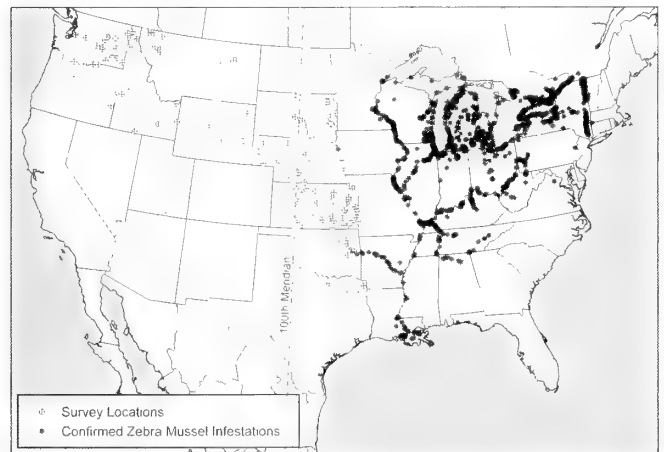 100th Meridian
Survey Locations
Confirmed Zebra Mussel Infestations